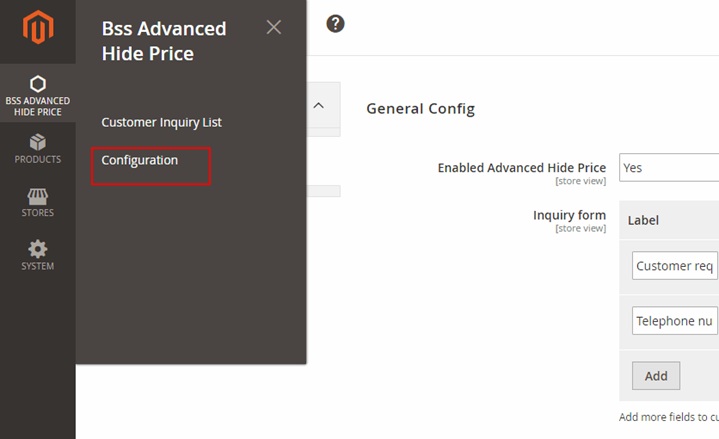 Bss Advanced
Hide Price
?
BSS ADVANCED
HIDE PRICE
PRODUCTS
STORES
SYSTEM
Customer Inquiry List
Configuration
General Config
Enabled Advanced Hide Price
[store view]
Yes
Inquiry form
[store view]
Label
Customer req
Telephone nu
Add
Add more fields to cu